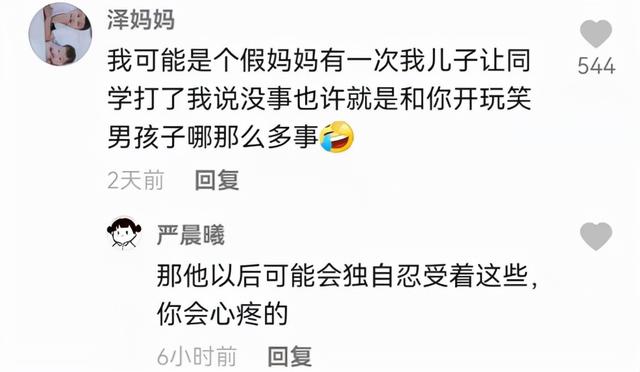 泽妈妈
我可能是个假妈妈有一次我儿子让同
学打了我说没事也许就是和你开玩笑
男孩子哪那么多事🤣
544
2天前 回复
严晨曦
那他以后可能会独自忍受着这些，
你会心疼的
6小时前 回复